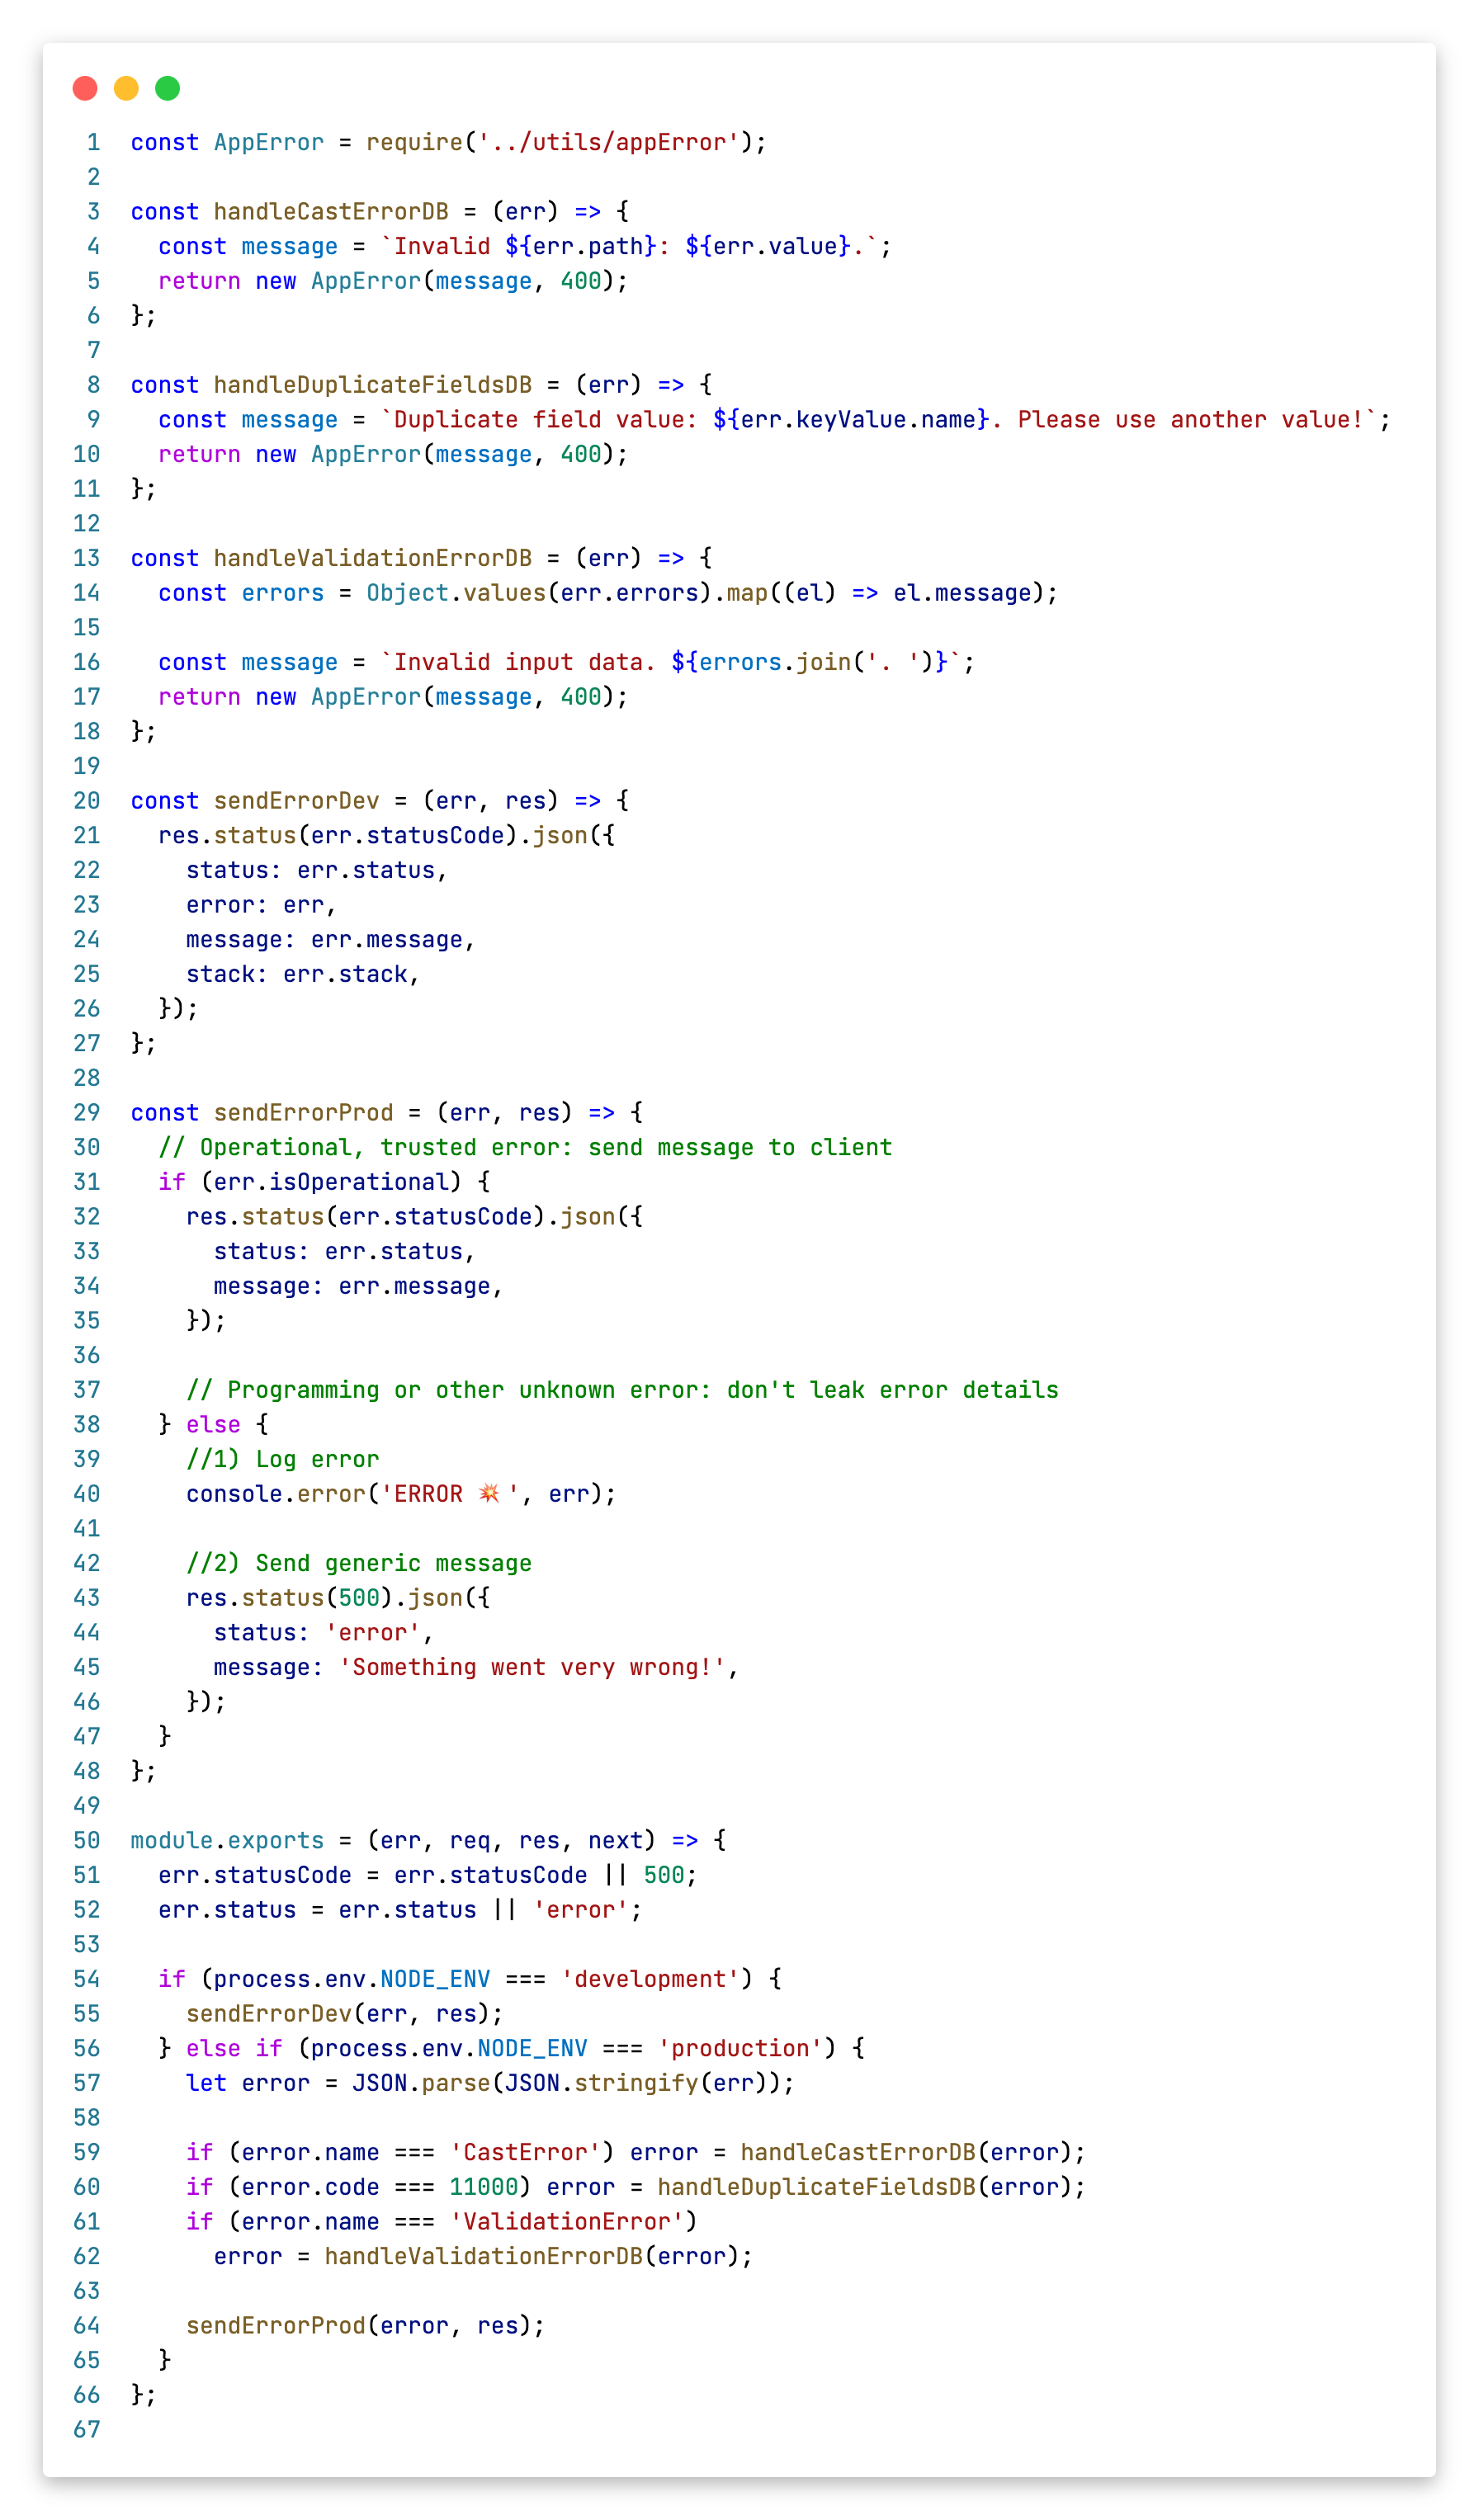 1 const AppError = require('../utils/appError');
2
3 const handleCastErrorDB = (err) => {
4   const message = `Invalid ${err.path}: ${err.value}.`;
5   return new AppError(message, 400);
6 };
7
8 const handleDuplicateFieldsDB = (err) => {
9   const message = `Duplicate field value: ${err.keyValue.name}. Please use another value!`;
10   return new AppError(message, 400);
11 };
12
13 const handleValidationErrorDB = (err) => {
14   const errors = Object.values(err.errors).map((el) => el.message);
15
16   const message = `Invalid input data. ${errors.join('. ')}`;
17   return new AppError(message, 400);
18 };
19
20 const sendErrorDev = (err, res) => {
21   res.status(err.statusCode).json({
22     status: err.status,
23     error: err,
24     message: err.message,
25     stack: err.stack,
26   });
27 };
28
29 const sendErrorProd = (err, res) => {
30   // Operational, trusted error: send message to client
31   if (err.isOperational) {
32     res.status(err.statusCode).json({
33       status: err.status,
34       message: err.message,
35     });
36
37     // Programming or other unknown error: don't leak error details
38   } else {
39     //1) Log error
40     console.error('ERROR 💥 ', err);
41
42     //2) Send generic message
43     res.status(500).json({
44       status: 'error',
45       message: 'Something went very wrong!',
46     });
47   }
48 };
49
50 module.exports = (err, req, res, next) => {
51   err.statusCode = err.statusCode || 500;
52   err.status = err.status || 'error';
53
54   if (process.env.NODE_ENV === 'development') {
55     sendErrorDev(err, res);
56   } else if (process.env.NODE_ENV === 'production') {
57     let error = JSON.parse(JSON.stringify(err));
58
59     if (error.name === 'CastError') error = handleCastErrorDB(error);
60     if (error.code === 11000) error = handleDuplicateFieldsDB(error);
61     if (error.name === 'ValidationError')
62       error = handleValidationErrorDB(error);
63
64     sendErrorProd(error, res);
65   }
66 };
67